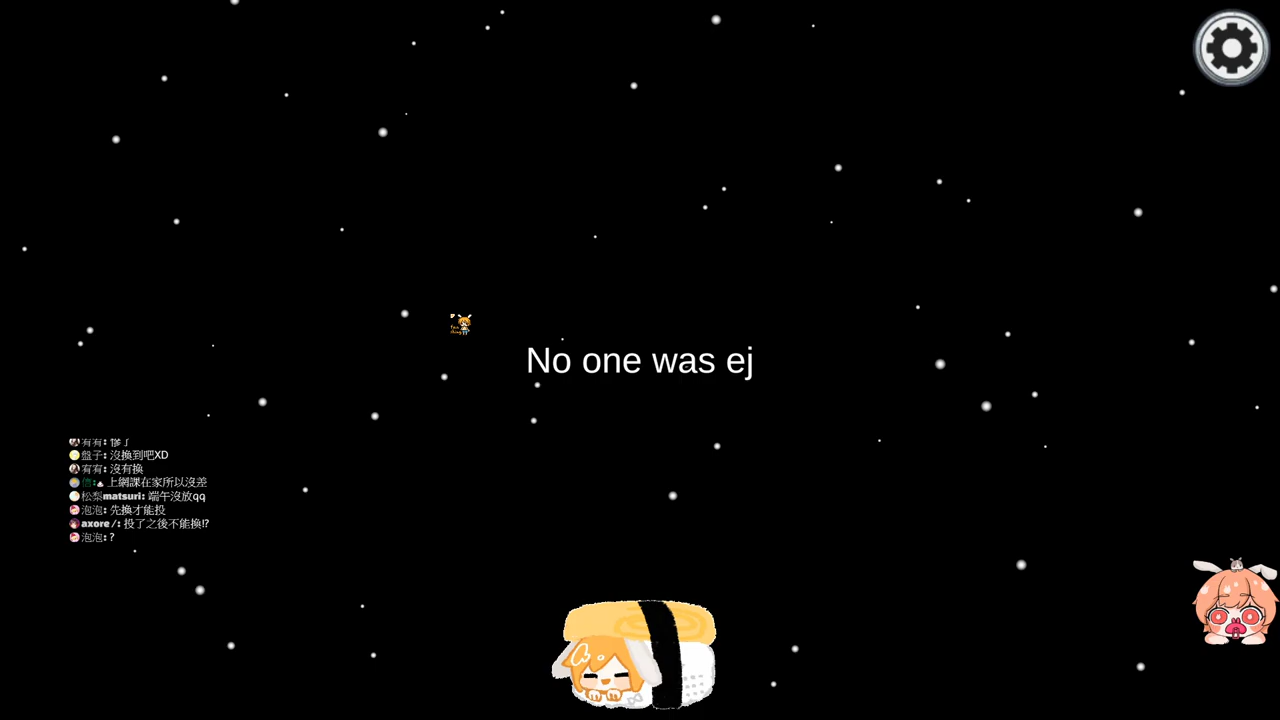 No one was ej
有有: 慘了
盤子: 沒換到吧XD
有有: 沒有換
信: 上網課在家所以沒差
松梨matsuri: 端午沒放qq
泡泡: 先換才能投
axore /: 投了之後不能換!?
泡泡: ?